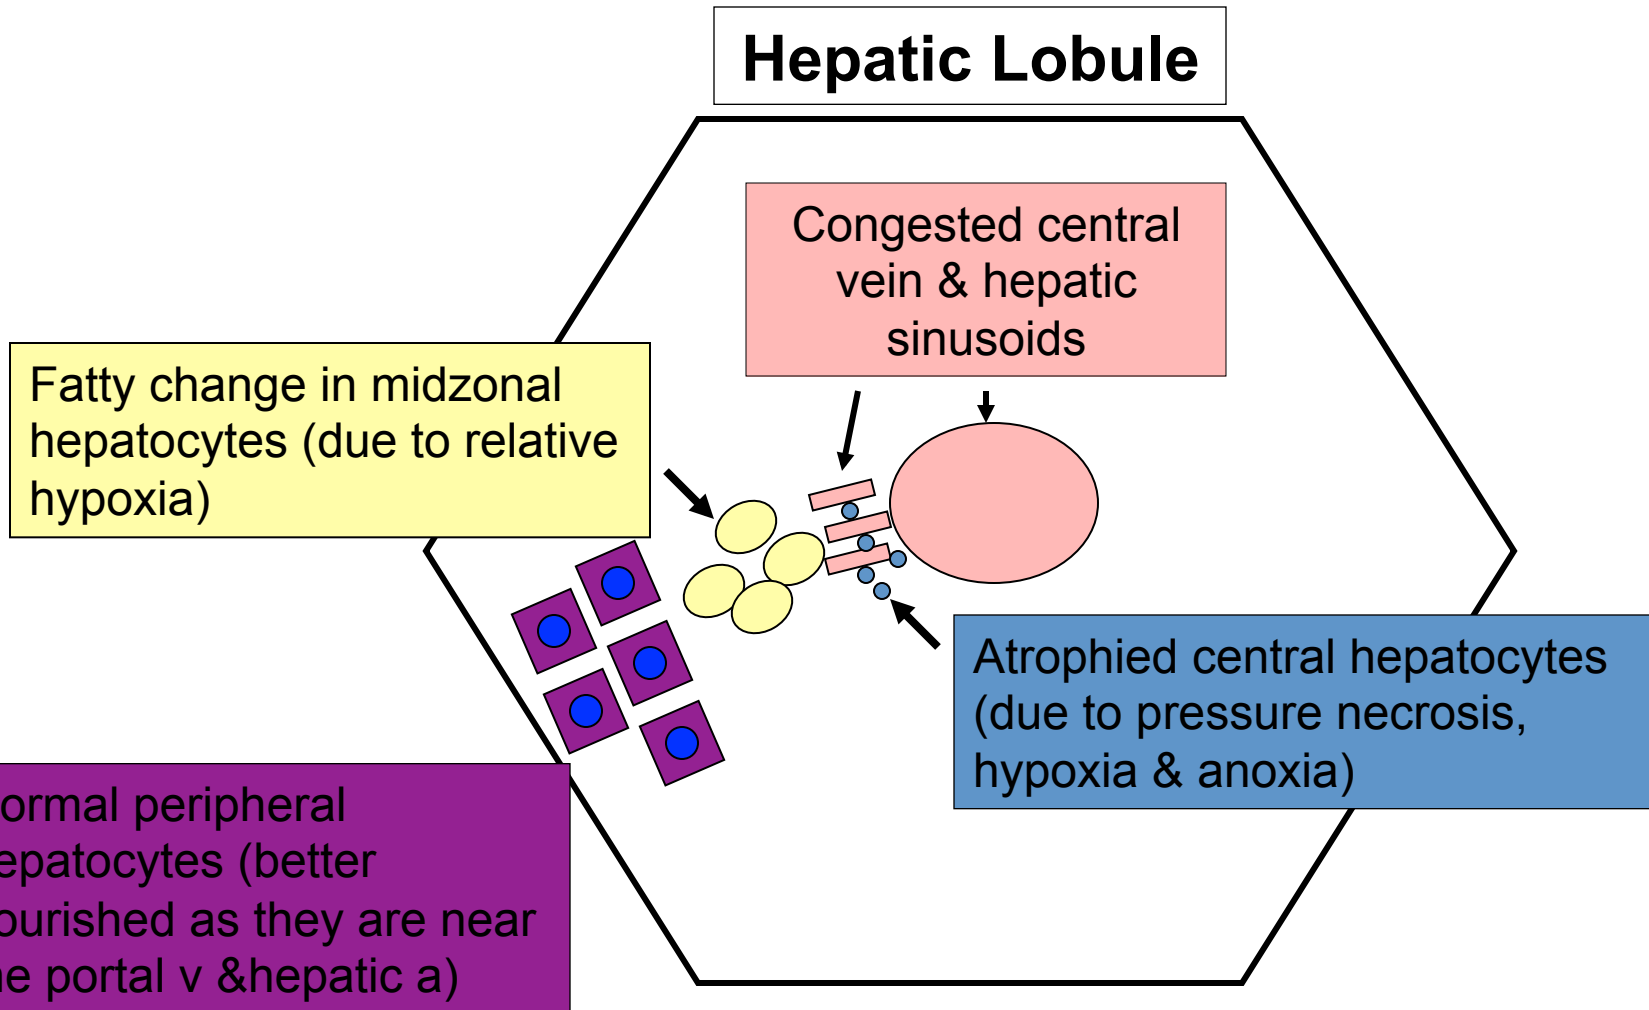 Hepatic Lobule
Congested central
vein & hepatic
sinusoids
Fatty change in midzonal
hepatocytes (due to relative
hypoxia)
Atrophied central hepatocytes
(due to pressure necrosis,
hypoxia & anoxia)
ormal peripheral
epatocytes (better
ourished as they are near
he portal v &hepatic a)